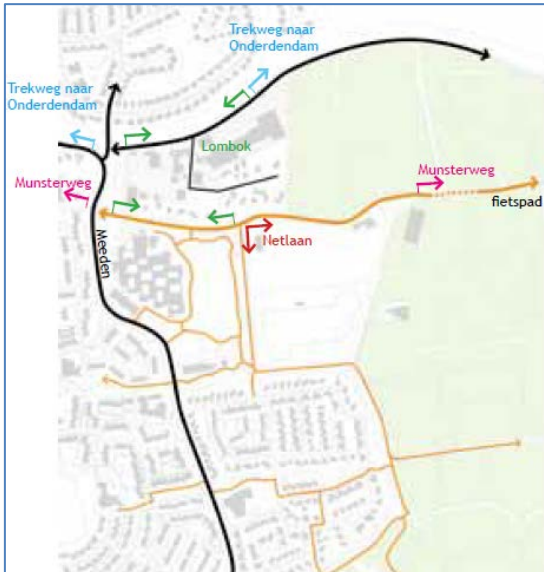 Trekweg naar
Onderdendam
Trekweg naar
Onderdendam
Lombok
Munsterweg
Munsterweg
fietspad
Netlaan
Meeden